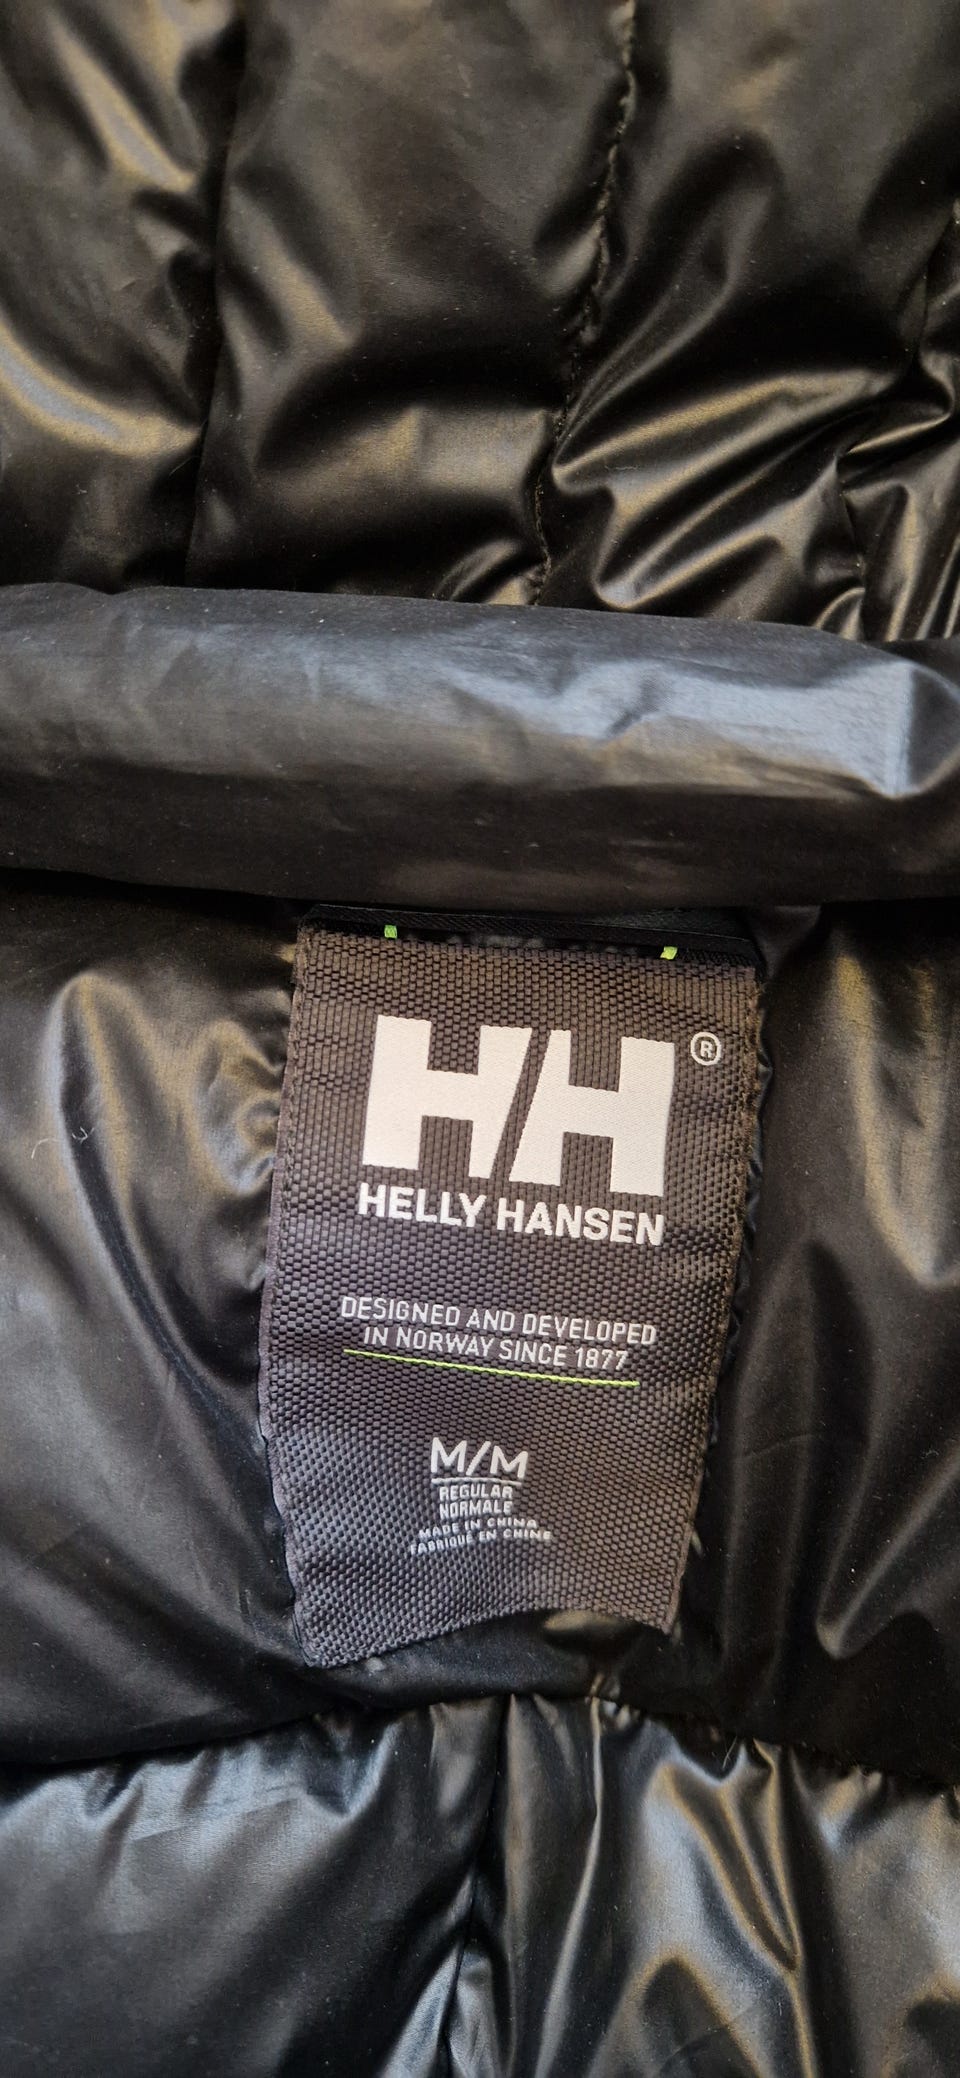 HH®
HELLY HANSEN
DESIGNED AND DEVELOPED
IN NORWAY SINCE 1877
M/M
REGULAR
NORMALE
MADE IN CHINA
FABRIQUÉ EN CHINE